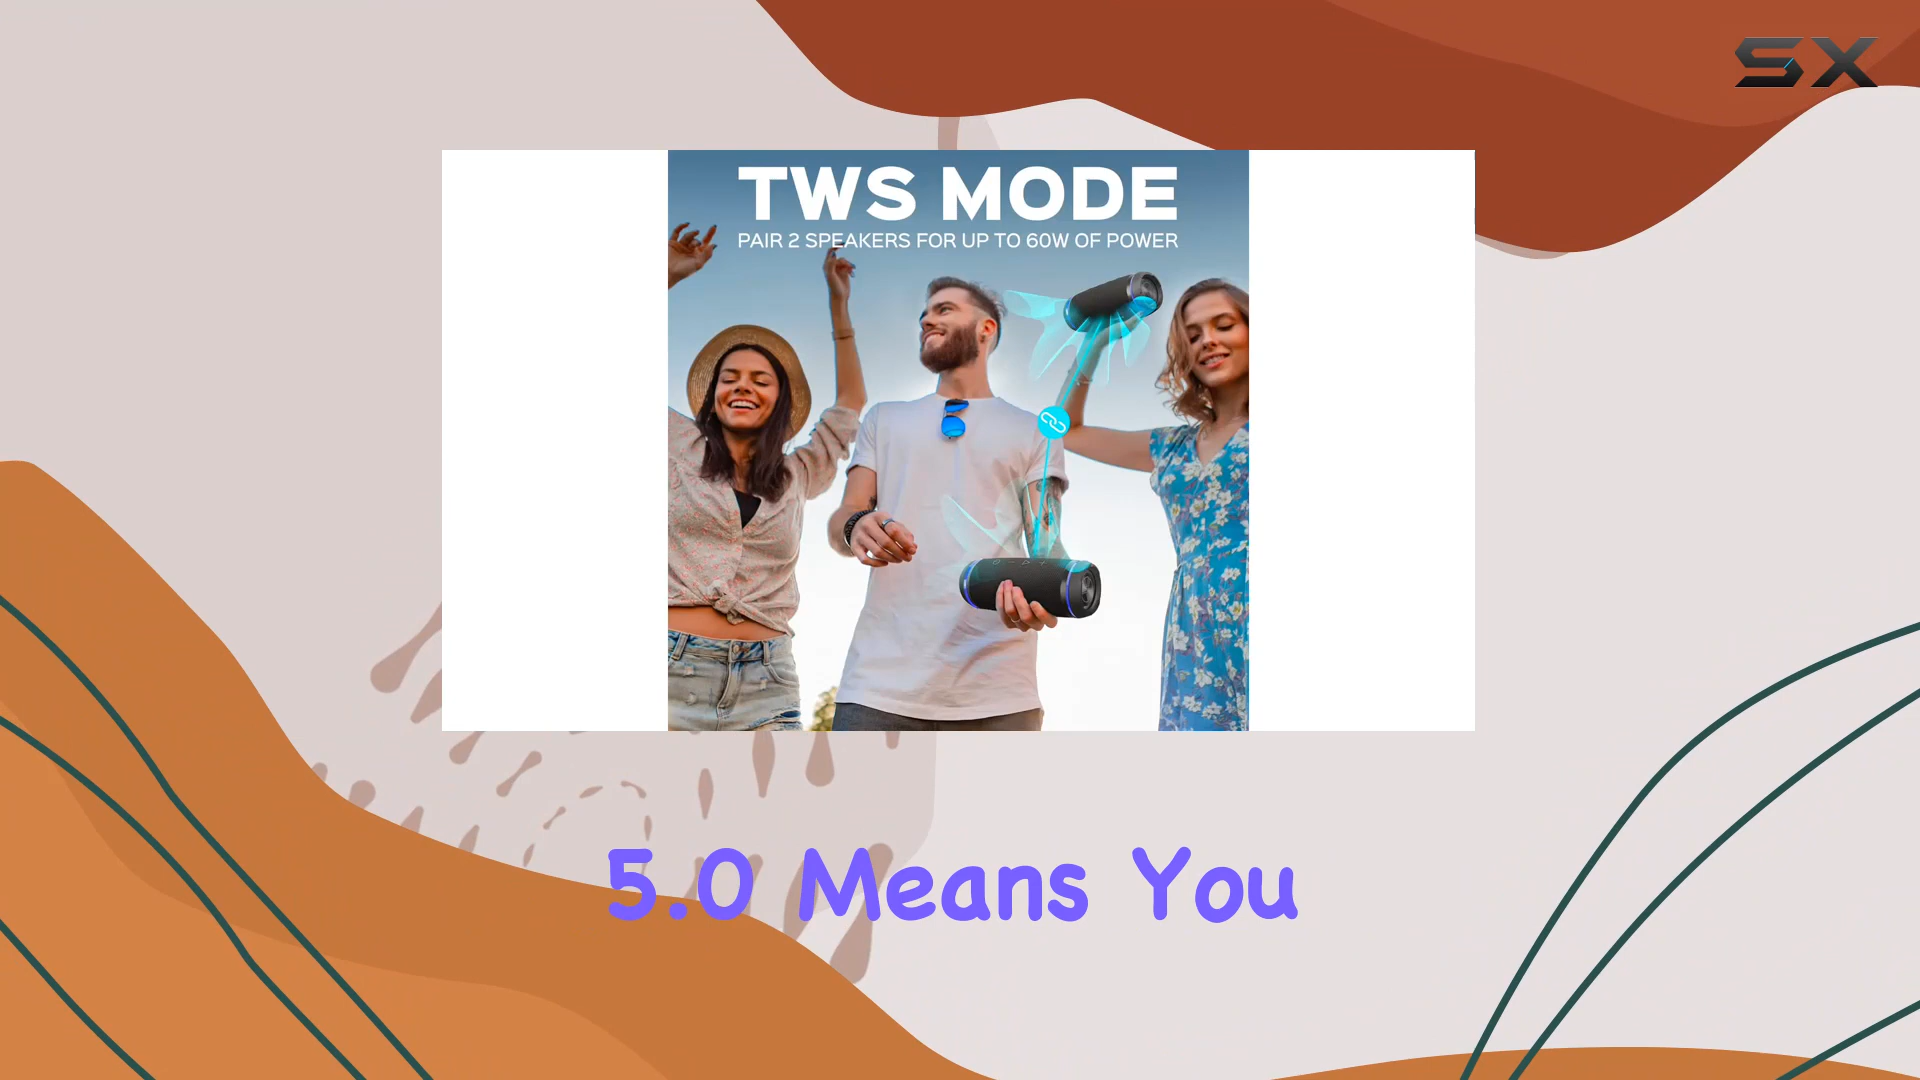 SX
TWS MODE
PAIR 2 SPEAKERS FOR UP TO 60W OF POWER
5.0 Means You